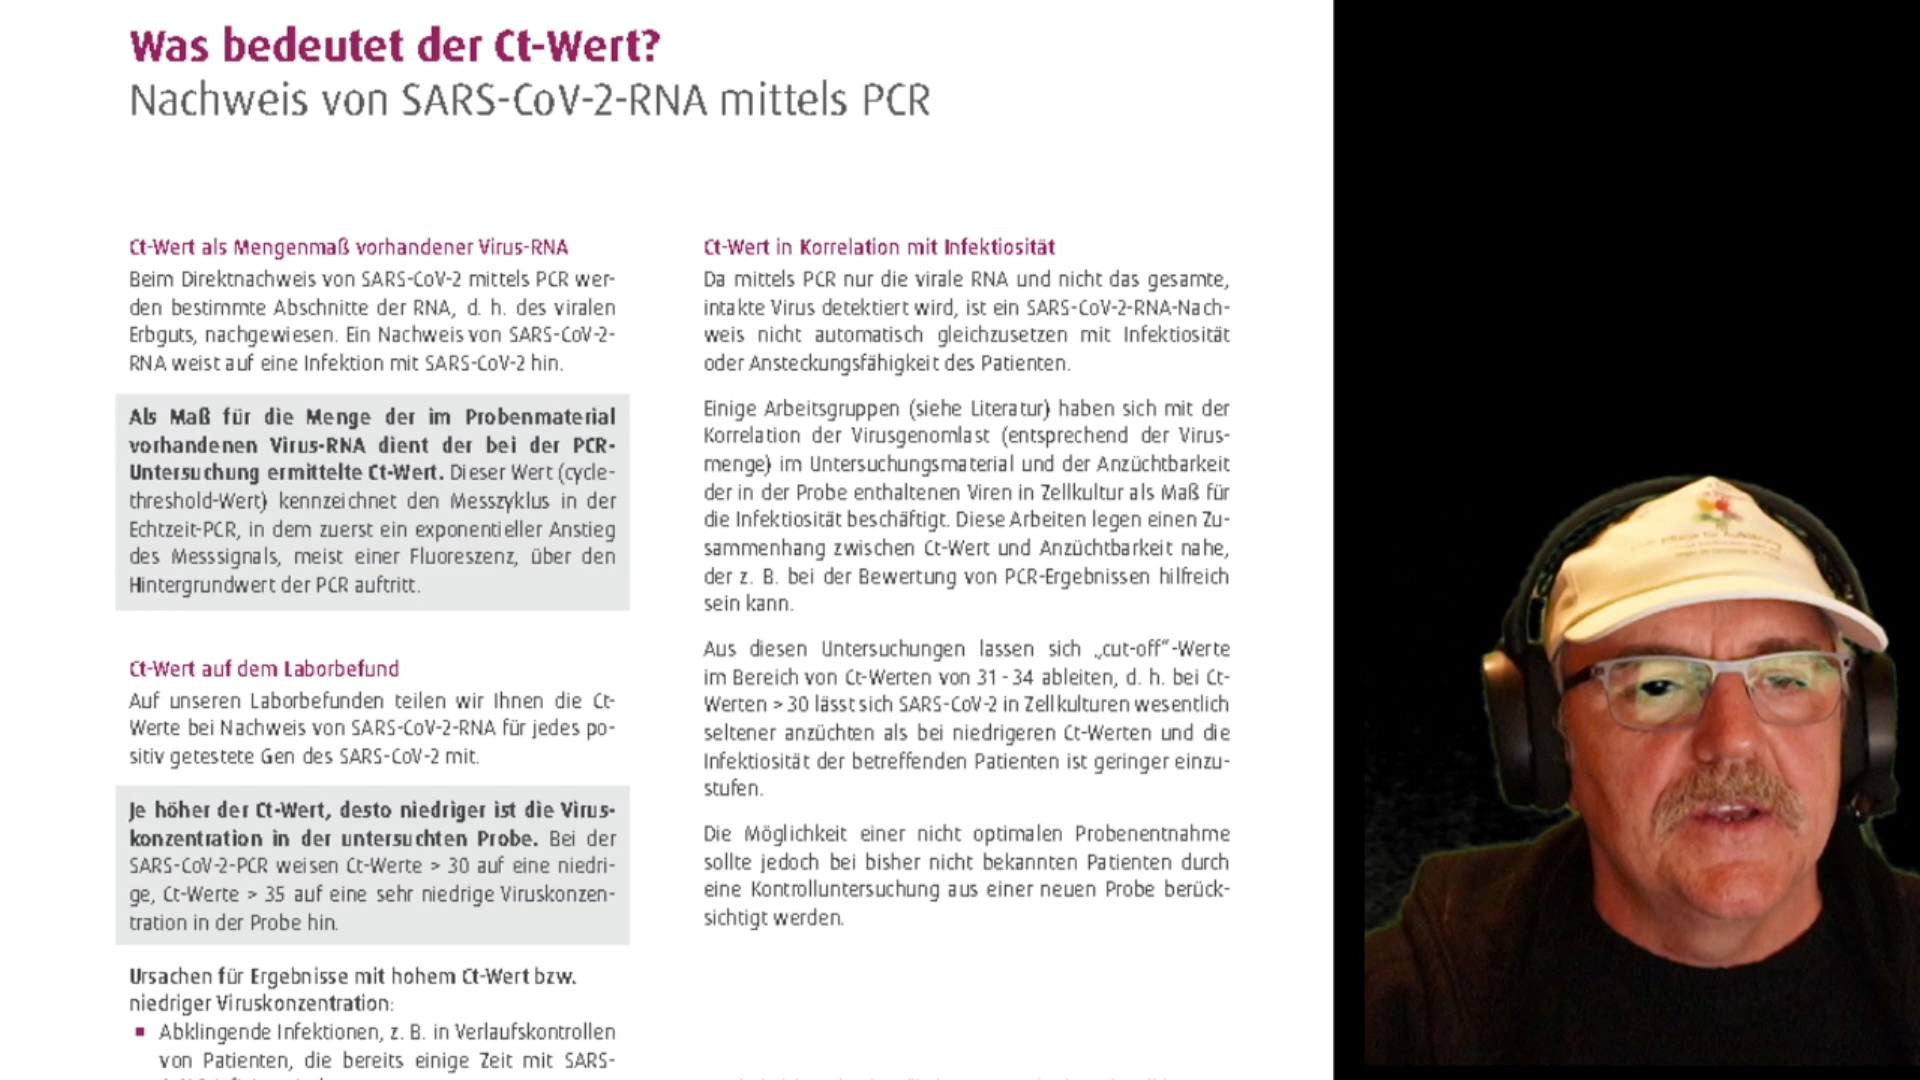 Was bedeutet der Ct-Wert?
Nachweis von SARS-CoV-2-RNA mittels PCR
Ct-Wert als Mengenmaß vorhandener Virus-RNA
Beim Direktnachweis von SARS-CoV-2 mittels PCR wer-
den bestimmte Abschnitte der RNA, d. h. des viralen
Erbguts, nachgewiesen. Ein Nachweis von SARS-CoV-2-
RNA weist auf eine Infektion mit SARS-CoV-2 hin.
Als Maß für die Menge der im Probenmaterial
vorhandenen Virus-RNA dient der bei der PCR-
Untersuchung ermittelte Ct-Wert. Dieser Wert (cycle-
threshold-Wert) kennzeichnet den Messzyklus in der
Echtzeit-PCR, in dem zuerst ein exponentieller Anstieg
des Messsignals, meist einer Fluoreszenz, über den
Hintergrundwert der PCR auftritt.
Ct-Wert auf dem Laborbefund
Auf unseren Laborbefunden teilen wir Ihnen die Ct-
Werte bei Nachweis von SARS-CoV-2-RNA für jedes po-
sitiv getestete Gen des SARS-CoV-2 mit.
Je höher der Ct-Wert, desto niedriger ist die Virus-
konzentration in der untersuchten Probe. Bei der
SARS-CoV-2-PCR weisen Ct-Werte > 30 auf eine niedri-
ge, Ct-Werte > 35 auf eine sehr niedrige Viruskonzen-
tration in der Probe hin.
Ursachen für Ergebnisse mit hohem Ct-Wert bzw.
niedriger Viruskonzentration:
▪ Abklingende Infektionen, z. B. in Verlaufskontrollen
von Patienten, die bereits einige Zeit mit SARS-
Ct-Wert in Korrelation mit Infektiosität
Da mittels PCR nur die virale RNA und nicht das gesamte,
intakte Virus detektiert wird, ist ein SARS-CoV-2-RNA-Nach-
weis nicht automatisch gleichzusetzen mit Infektiosität
oder Ansteckungsfähigkeit des Patienten.
Einige Arbeitsgruppen (siehe Literatur) haben sich mit der
Korrelation der Virusgenomlast (entsprechend der Virus-
menge) im Untersuchungsmaterial und der Anzüchtbarkeit
der in der Probe enthaltenen Viren in Zellkultur als Maß für
die Infektiosität beschäftigt. Diese Arbeiten legen einen Zu-
sammenhang zwischen Ct-Wert und Anzüchtbarkeit nahe,
der z. B. bei der Bewertung von PCR-Ergebnissen hilfreich
sein kann.
Aus diesen Untersuchungen lassen sich „cut-off“-Werte
im Bereich von Ct-Werten von 31 - 34 ableiten, d. h. bei Ct-
Werten > 30 lässt sich SARS-CoV-2 in Zellkulturen wesentlich
seltener anzüchten als bei niedrigeren Ct-Werten und die
Infektiosität der betreffenden Patienten ist geringer einzu-
stufen.
Die Möglichkeit einer nicht optimalen Probenentnahme
sollte jedoch bei bisher nicht bekannten Patienten durch
eine Kontrolluntersuchung aus einer neuen Probe berück-
sichtigt werden.